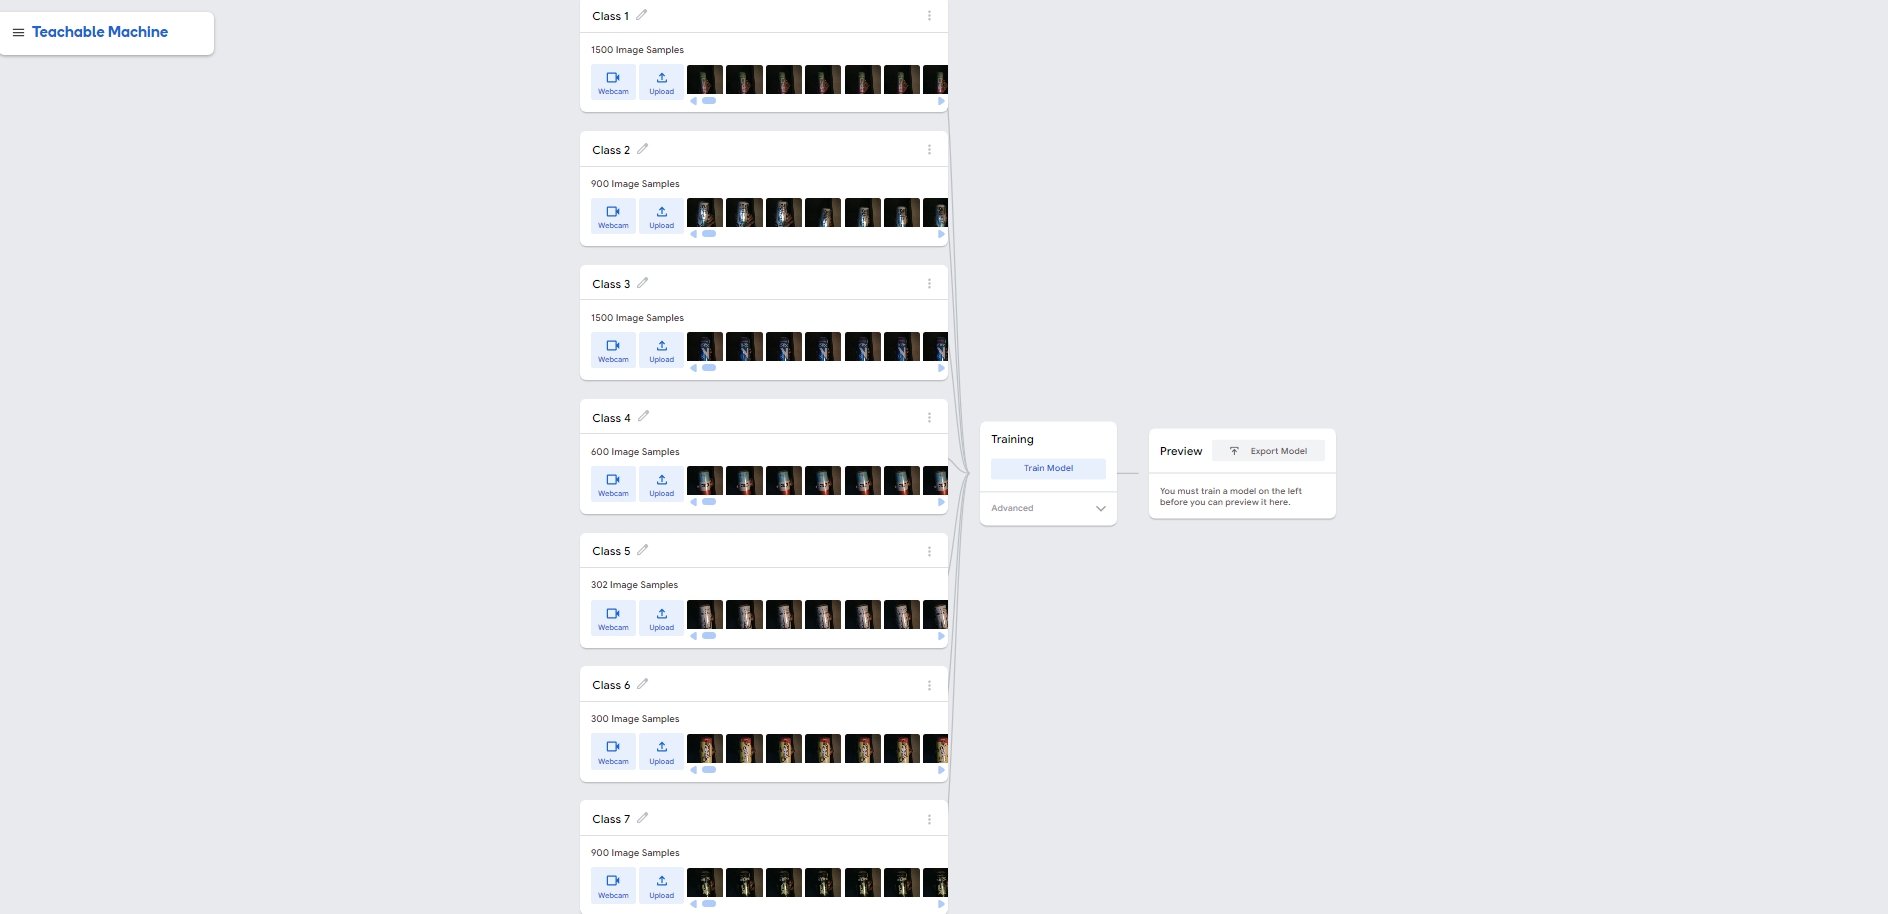 Teachable Machine
Class 1
1500 Image Samples
Webcam
Upload
Class 2
900 Image Samples
Webcam
Upload
Class 3
1500 Image Samples
Webcam
Upload
Class 4
600 Image Samples
Webcam
Upload
Class 5
302 Image Samples
Webcam
Upload
Class 6
300 Image Samples
Webcam
Upload
Class 7
900 Image Samples
Webcam
Upload
Training
Train Model
Advanced
Preview
Export Model
You must train a model on the left
before you can preview it here.